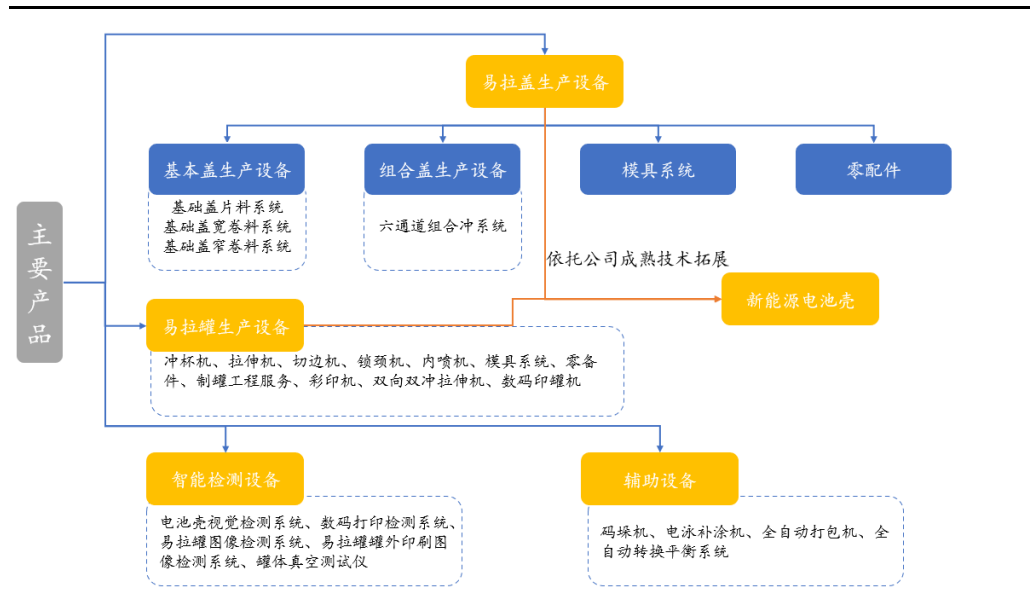 易拉盖生产设备
基本盖生产设备
组合盖生产设备
模具系统
零配件
基础盖片料系统
基础盖宽卷料系统
基础盖窄卷料系统
六通道组合冲系统
主要产品
依托公司成熟技术拓展
新能源电池壳
易拉罐生产设备
冲杯机、拉伸机、切边机、锁颈机、内喷机、模具系统、零备
件、制罐工程服务、彩印机、双向双冲拉伸机、数码印罐机
智能检测设备
电池壳视觉检测系统、数码打印检测系统、
易拉罐图像检测系统、易拉罐罐外印刷图
像检测系统、罐体真空测试仪
辅助设备
码垛机、电泳补涂机、全自动打包机、全
自动转换平衡系统